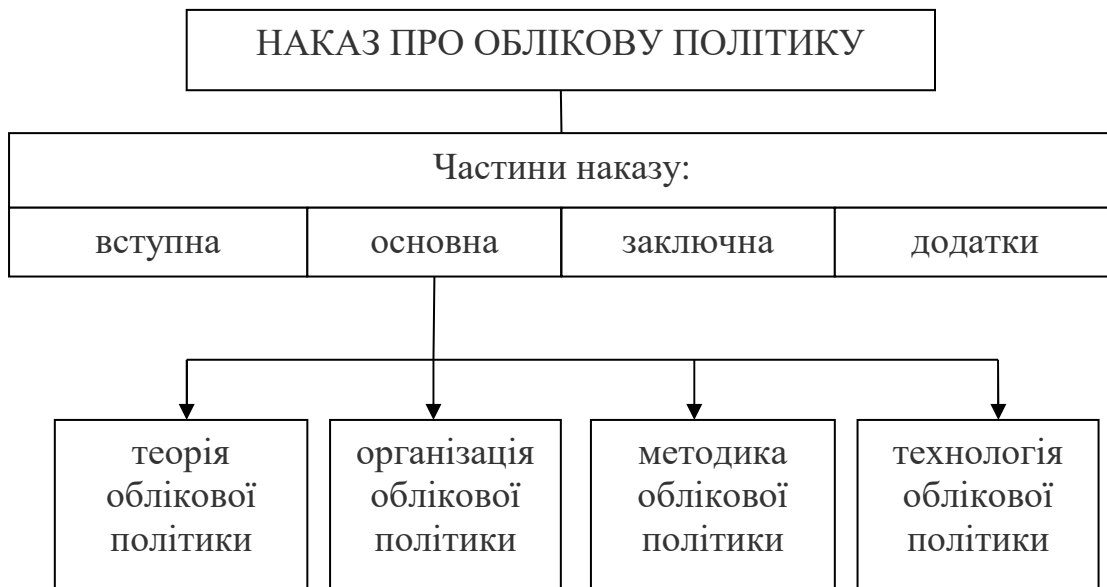 НАКАЗ ПРО ОБЛІКОВУ ПОЛІТИКУ
Частини наказу:
вступна
основна
заключна
додатки
теорія
облікової
політики
організація
облікової
політики
методика
облікової
політики
технологія
облікової
політики